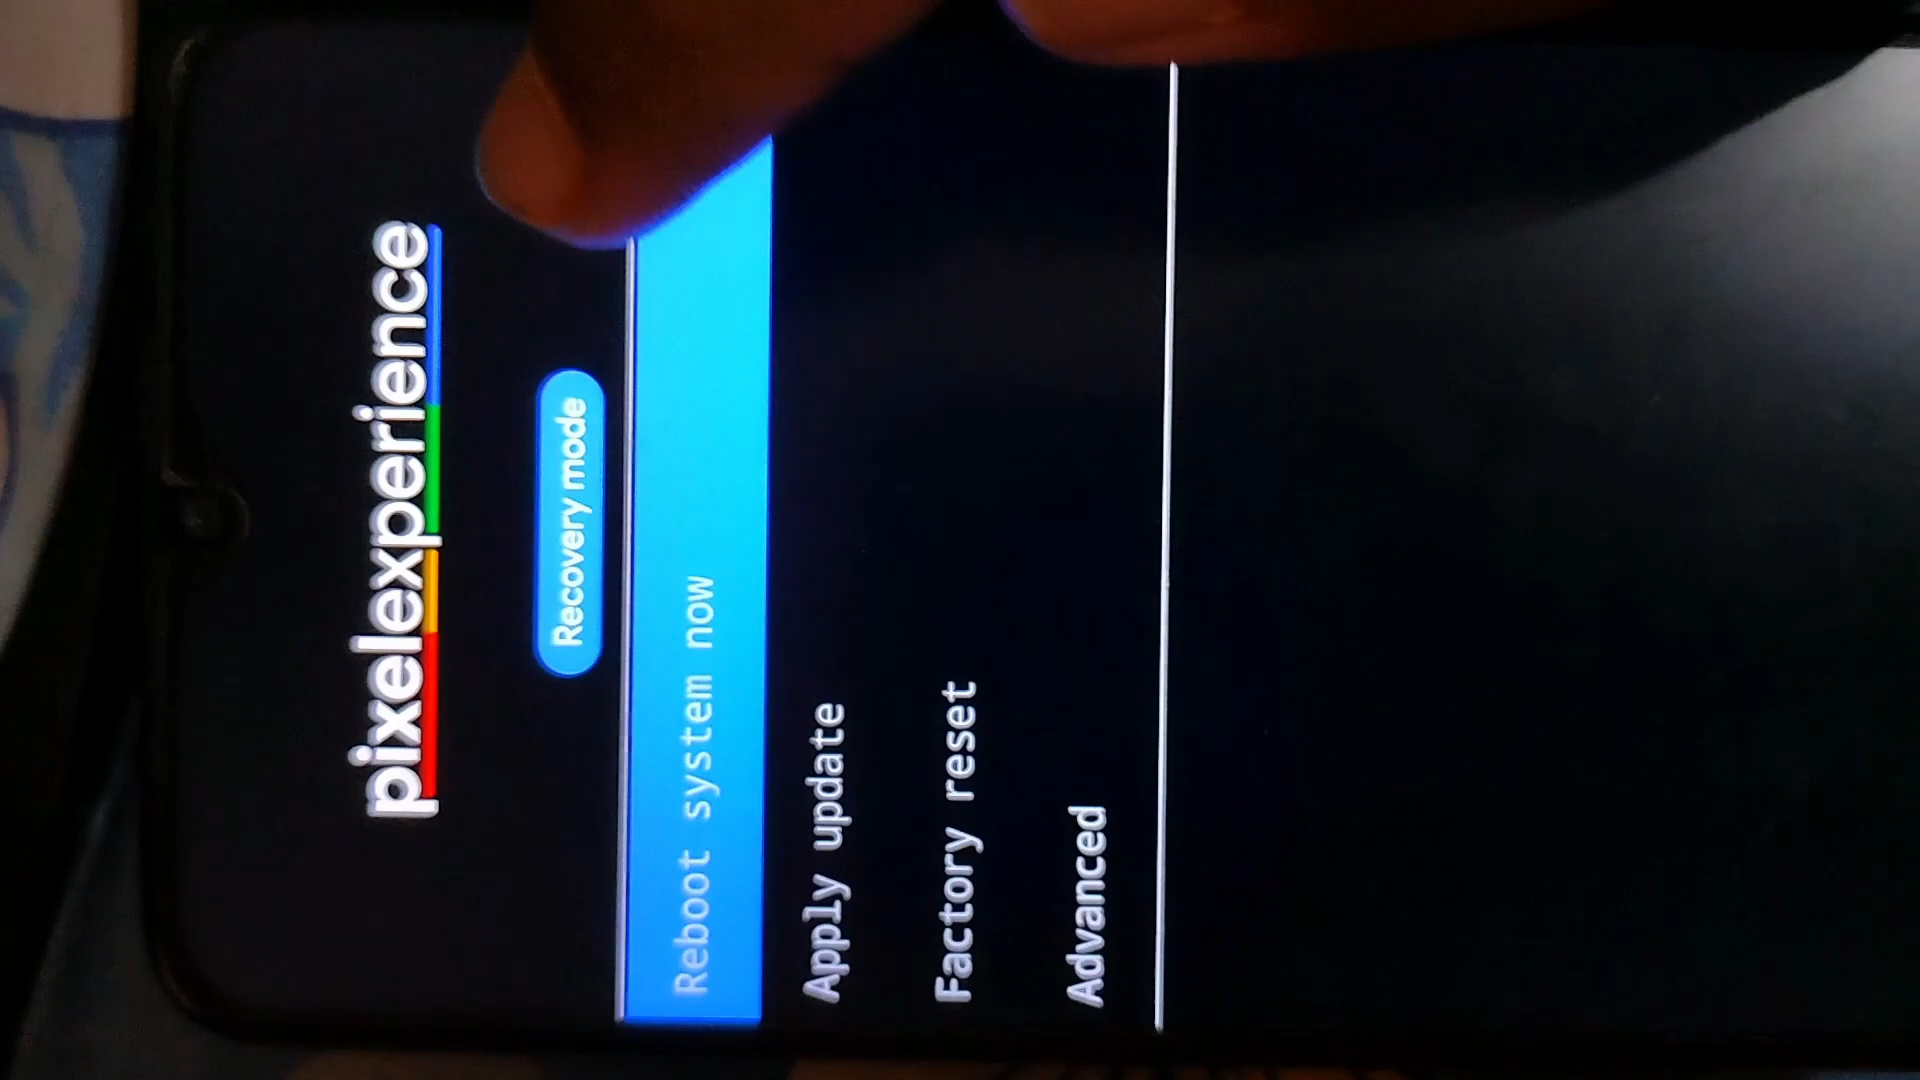 pixelexperience
Recovery mode
Reboot system now
Apply update
Factory reset
Advanced